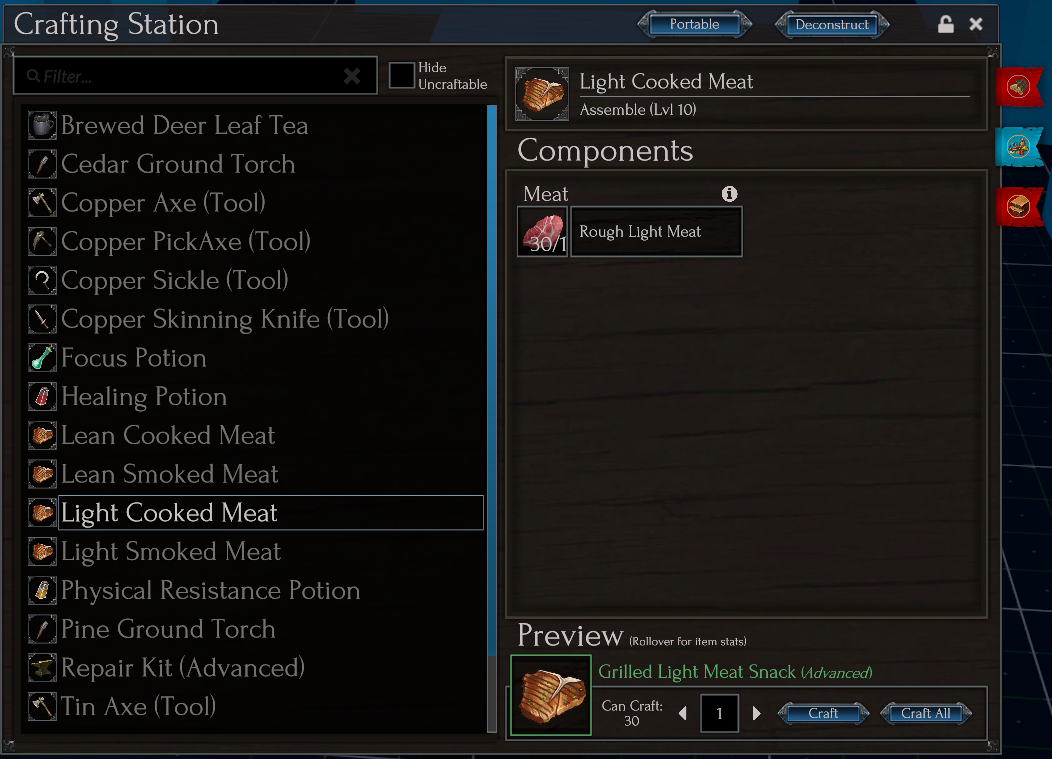 Crafting Station
Portable
Deconstruct
Filter...
Hide
Uncraftable
Brewed Deer Leaf Tea
Cedar Ground Torch
Copper Axe (Tool)
Copper PickAxe (Tool)
Copper Sickle (Tool)
Copper Skinning Knife (Tool)
Focus Potion
Healing Potion
Lean Cooked Meat
Lean Smoked Meat
Light Cooked Meat
Light Smoked Meat
Physical Resistance Potion
Pine Ground Torch
Repair Kit (Advanced)
Tin Axe (Tool)
Light Cooked Meat
Assemble (Lvl 10)
Components
Meat
30/1
Rough Light Meat
Preview (Rollover for item stats)
Grilled Light Meat Snack (Advanced)
Can Craft:
30
1
Craft
Craft All